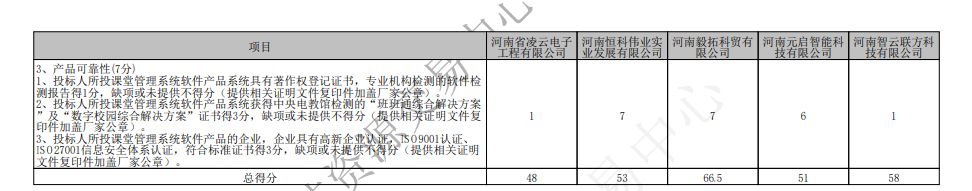 项目
河南省凌云电子工程有限公司
河南恒科伟业实业发展有限公司
河南毅拓科贸有限公司
河南元启智能科技有限公司
河南智云联方科技有限公司
3、产品可靠性(7分)
1、投标人所投课堂管理系统软件产品系统具有著作权登记证书，专业机构检测的软件检
测报告得1分，缺项或未提供不得分（提供相关证明文件复印件加盖厂家公章）。
2、投标人所投课堂管理系统软件产品系统获得中央电教馆检测的“班班通综合解决方案
”及“数字校园综合解决方案”证书得3分，缺项或未提供不得分（提供相关证明文件复
印件加盖厂家公章）。
3、投标人所投课堂管理系统软件产品的企业，企业具有高新企业认证、ISO9001认证、
ISO27001信息安全体系认证，符合标准证书得3分，缺项或未提供不得分（提供相关证明
文件复印件加盖厂家公章）。
1 7 7 6 1
总得分 48 53 66.5 51 58
资源交易中心
易中心